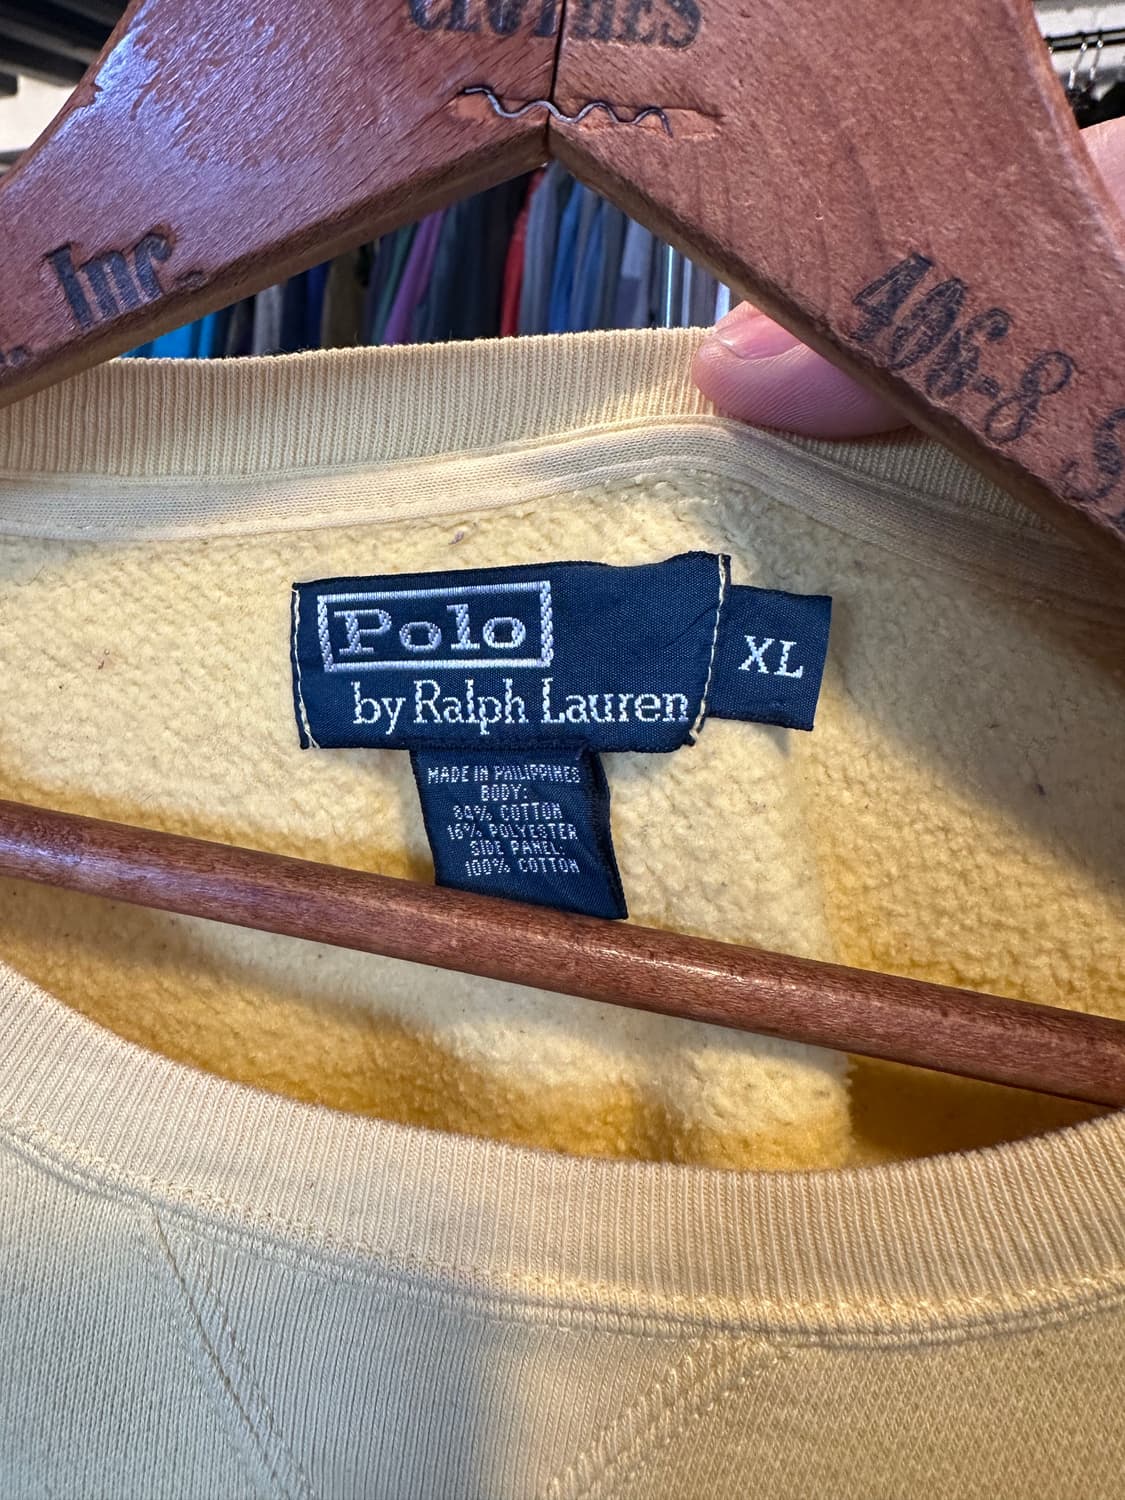 CLOTHES
Inc.
406-8
Polo
by Ralph Lauren
XL
MADE IN PHILIPPINES
BODY:
84% COTTON
16% POLYESTER
SIDE PANEL:
100% COTTON